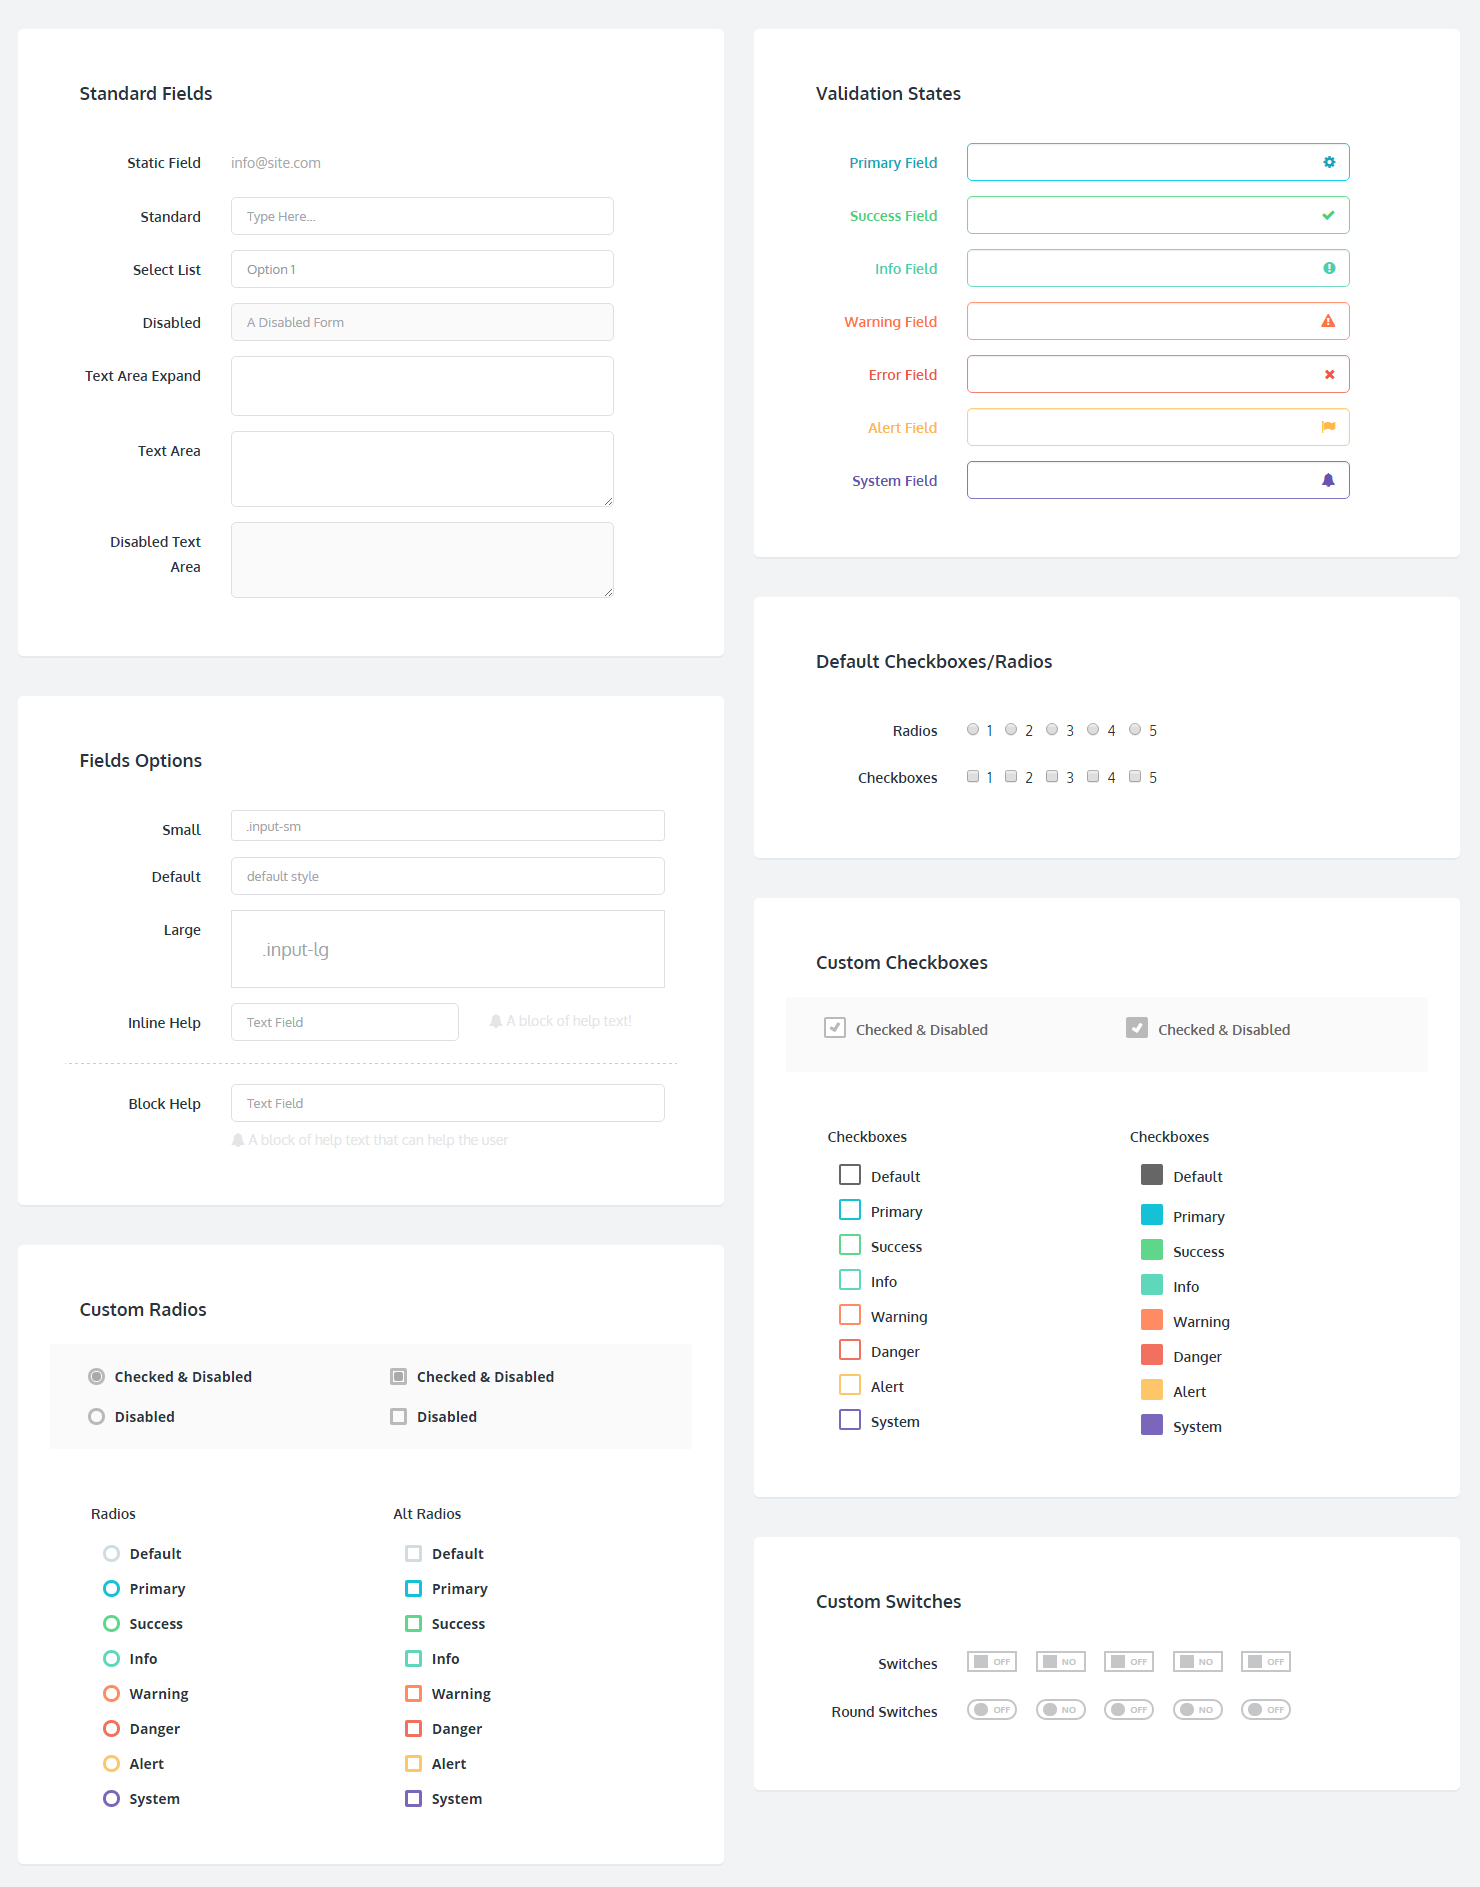 Standard Fields
Static Field info@site.com
Standard Type Here...
Select List Option 1
Disabled A Disabled Form
Text Area Expand
Text Area
Disabled Text
Area
Fields Options
Small .input-sm
Default default style
Large .input-lg
Inline Help Text Field A block of help text!
Block Help Text Field
A block of help text that can help the user
Custom Radios
Checked & Disabled Checked & Disabled
Disabled Disabled
Radios Alt Radios
Default Default
Primary Primary
Success Success
Info Info
Warning Warning
Danger Danger
Alert Alert
System System
Validation States
Primary Field
Success Field
Info Field
Warning Field
Error Field
Alert Field
System Field
Default Checkboxes/Radios
Radios 1 2 3 4 5
Checkboxes 1 2 3 4 5
Custom Checkboxes
Checked & Disabled Checked & Disabled
Checkboxes Checkboxes
Default Default
Primary Primary
Success Success
Info Info
Warning Warning
Danger Danger
Alert Alert
System System
Custom Switches
Switches OFF NO OFF NO OFF
Round Switches OFF NO OFF NO OFF